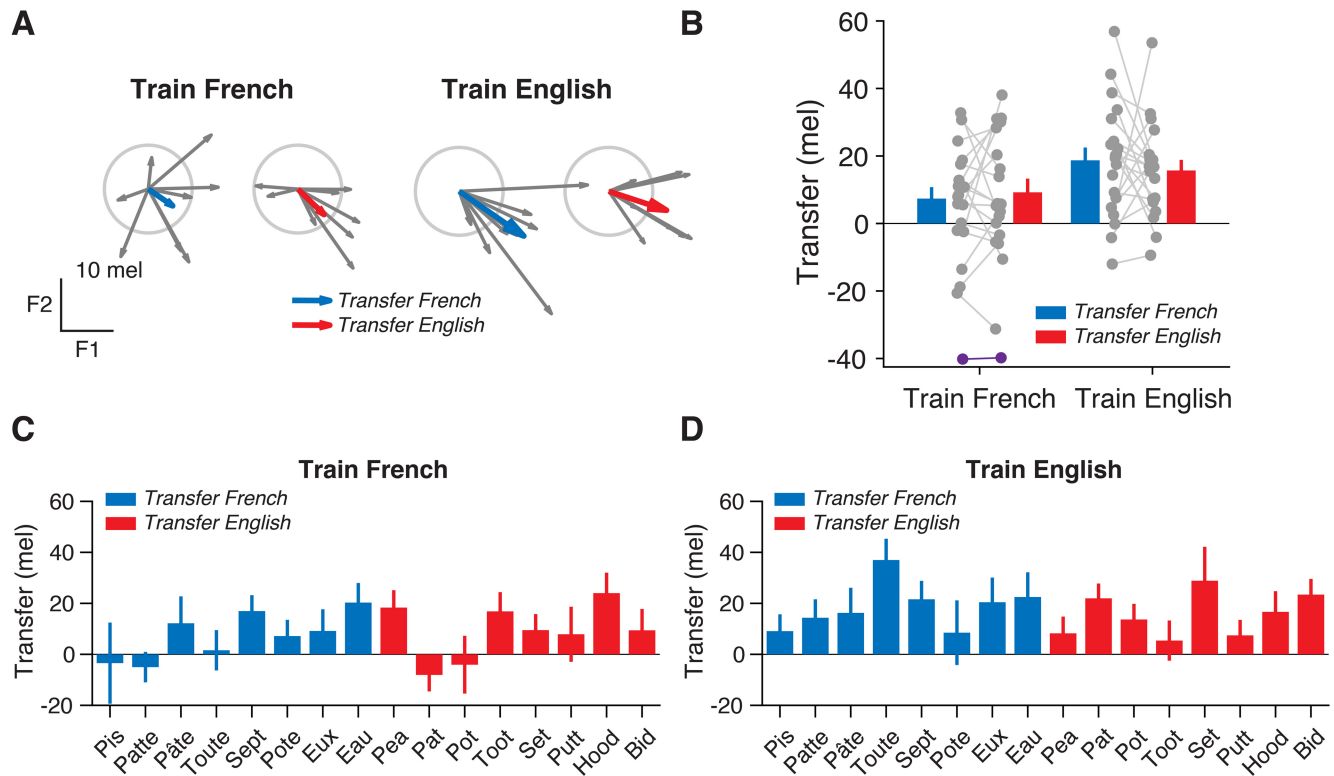 A
Train French
Train English
10 mel
F2
F1
Transfer French
Transfer English
B
Transfer (mel)
60
40
20
0
-20
-40
Transfer French
Transfer English
Train French
Train English
C
Train French
Transfer French
Transfer English
Transfer (mel)
60
40
20
0
-20
Pis
Patte
Pâte
Toute
Sept
Pote
Eux
Eau
Pea
Pat
Pot
Toot
Set
Putt
Hood
Bid
D
Train English
Transfer French
Transfer English
Transfer (mel)
60
40
20
0
-20
Pis
Patte
Pâte
Toute
Sept
Pote
Eux
Eau
Pea
Pat
Pot
Toot
Set
Putt
Hood
Bid